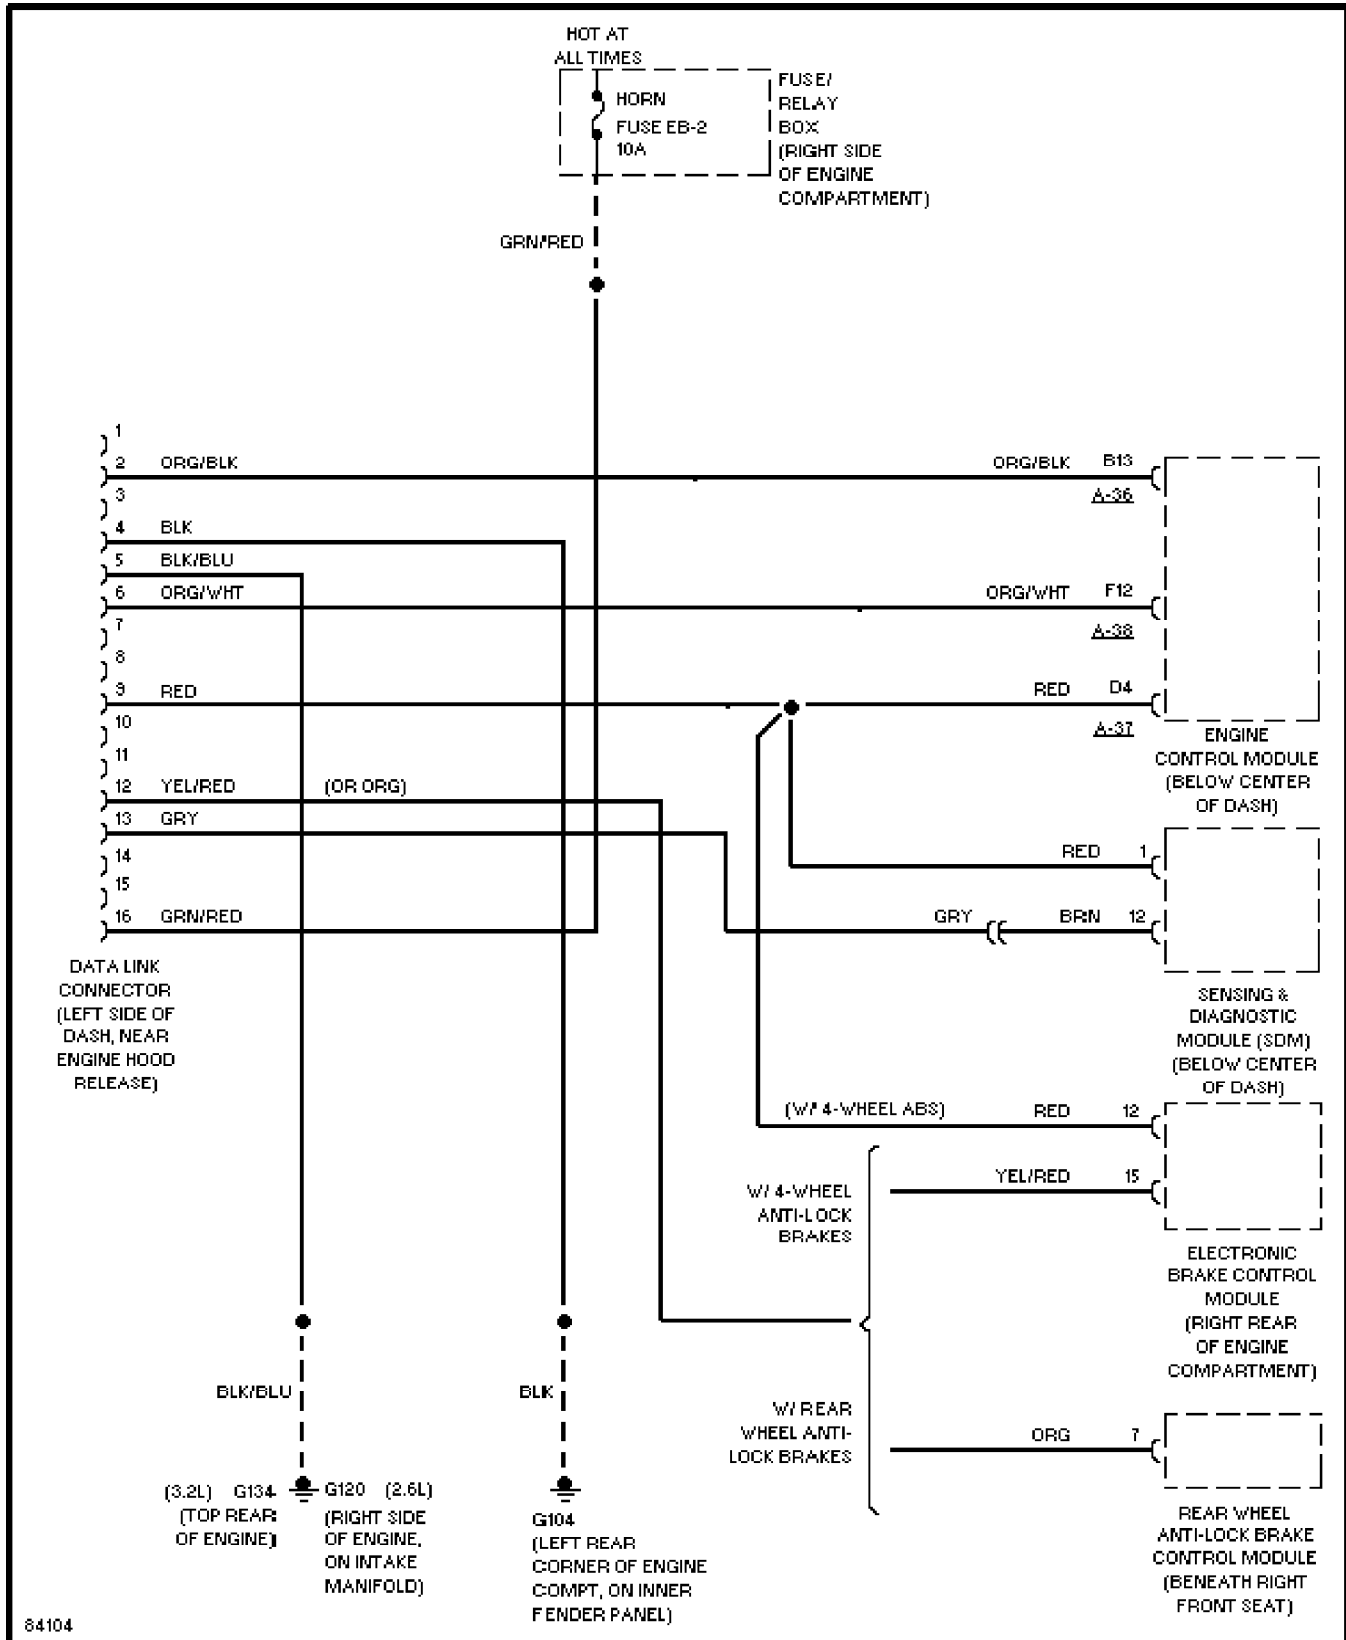 HOT AT
ALL TIMES
HORN
FUSE EB-2
10A
FUSE/
RELAY
BOX
(RIGHT SIDE
OF ENGINE
COMPARTMENT)
GRN/RED
1
2 ORG/BLK
ORG/BLK B13
A-36
3
4 BLK
5 BLK/BLU
6 ORG/WHT
ORG/WHT F12
A-38
7
8
9 RED
RED D4
A-37
10
11
12 YEL/RED (OR ORG)
13 GRY
14
15
16 GRN/RED
ENGINE
CONTROL MODULE
(BELOW CENTER
OF DASH)
RED 1
GRY BRN 12
DATA LINK
CONNECTOR
(LEFT SIDE OF
DASH, NEAR
ENGINE HOOD
RELEASE)
SENSING &
DIAGNOSTIC
MODULE (SDM)
(BELOW CENTER
OF DASH)
(W/ 4-WHEEL ABS) RED 12
YEL/RED 15
W/ 4-WHEEL
ANTI-LOCK
BRAKES
ELECTRONIC
BRAKE CONTROL
MODULE
(RIGHT REAR
OF ENGINE
COMPARTMENT)
BLK/BLU
BLK
W/ REAR
WHEEL ANTI-
LOCK BRAKES
ORG 7
(3.2L) G134
(TOP REAR
OF ENGINE)
G120 (2.6L)
(RIGHT SIDE
OF ENGINE,
ON INTAKE
MANIFOLD)
G104
(LEFT REAR
CORNER OF ENGINE
COMPT, ON INNER
FENDER PANEL)
REAR WHEEL
ANTI-LOCK BRAKE
CONTROL MODULE
(BENEATH RIGHT
FRONT SEAT)
84104